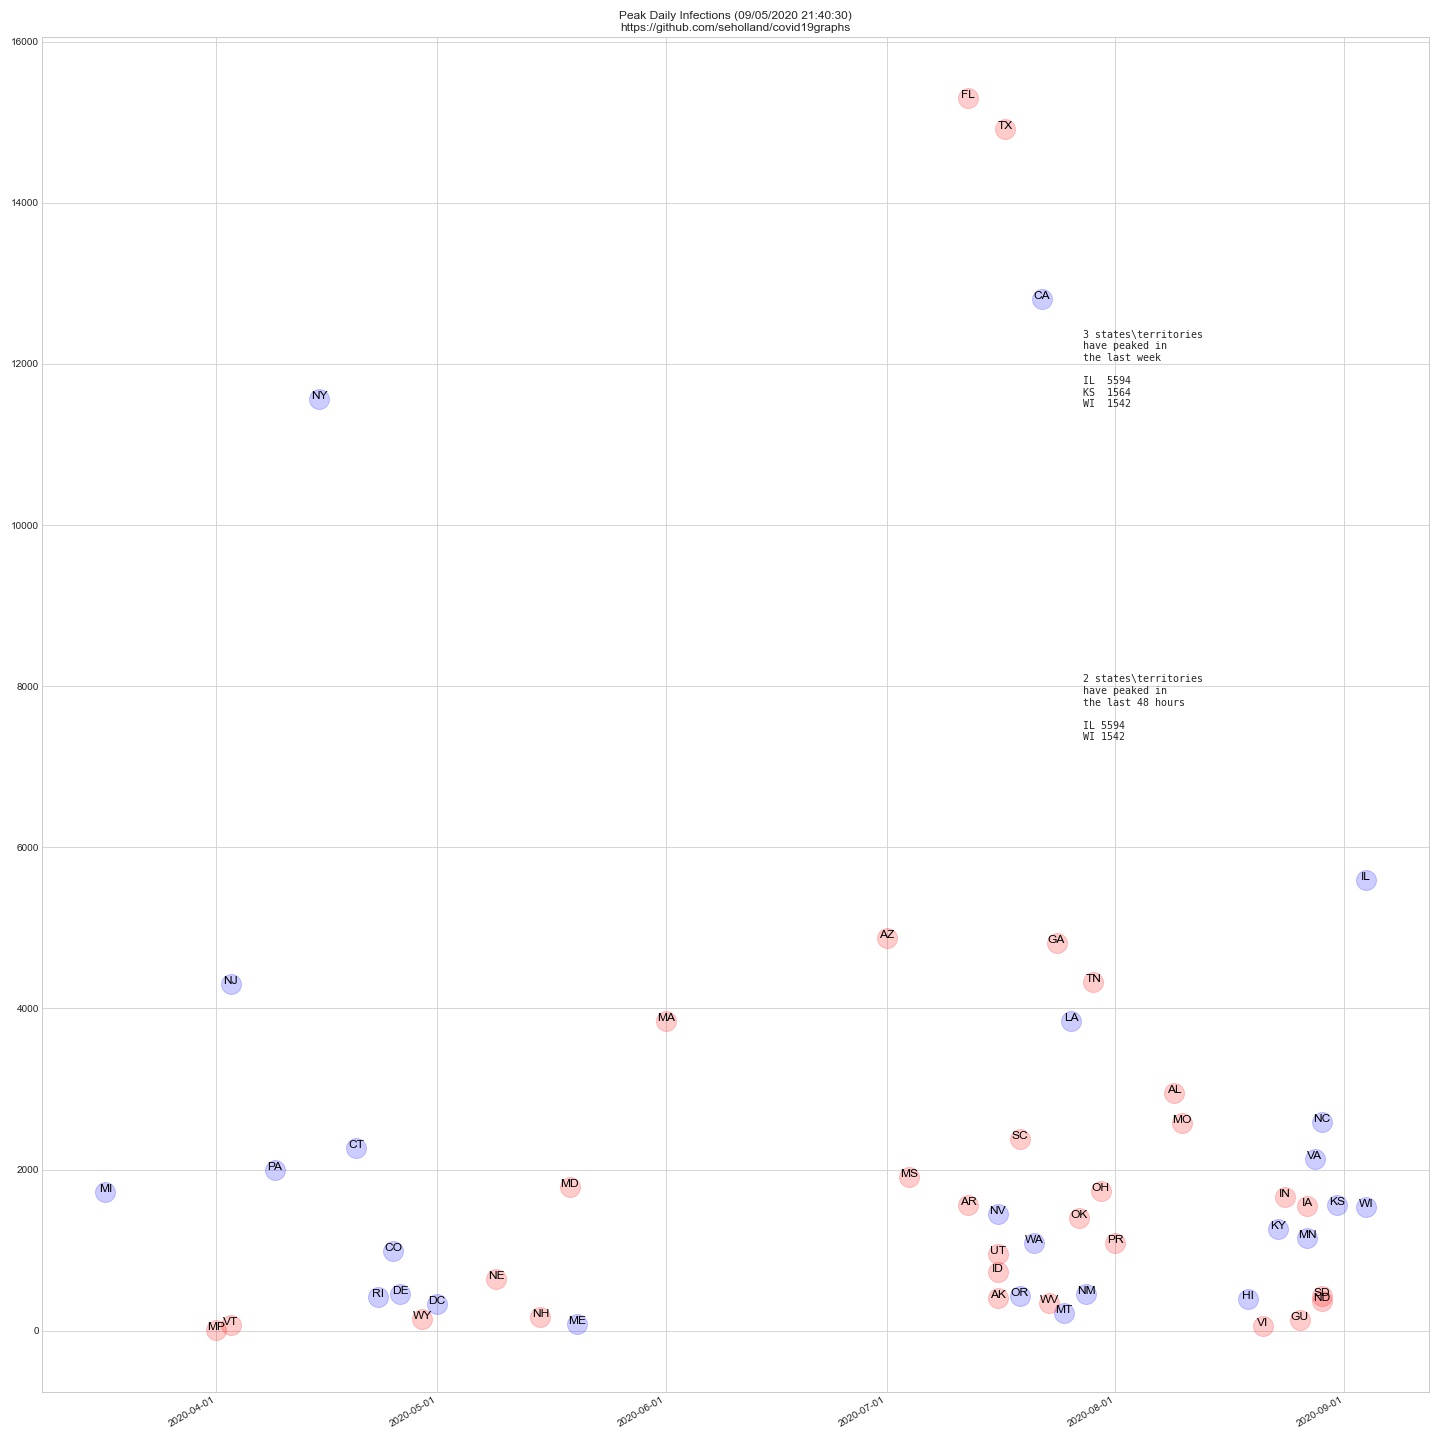 Peak Daily Infections (09/05/2020 21:40:30)
https://github.com/seholland/covid19graphs
16000
FL
TX
14000
CA
3 states\territories
have peaked in
the last week
12000
IL  5594
KS  1564
WI  1542
NY
10000
8000
2 states\territories
have peaked in
the last 48 hours
IL 5594
WI 1542
6000
IL
AZ
GA
NJ
TN
4000
MA
LA
AL
MO
NC
SC
CT
VA
2000
PA
MS
MD
MI
OH
IN
AR
IA
KS
WI
NV
OK
KY
WA
PR
MN
CO
UT
ID
NE
RI
DE
DC
AK
OR
WV
NM
MT
HI
SD
ND
WY
NH
ME
VI
GU
MP
VT
0
2020-04-01
2020-05-01
2020-06-01
2020-07-01
2020-08-01
2020-09-01